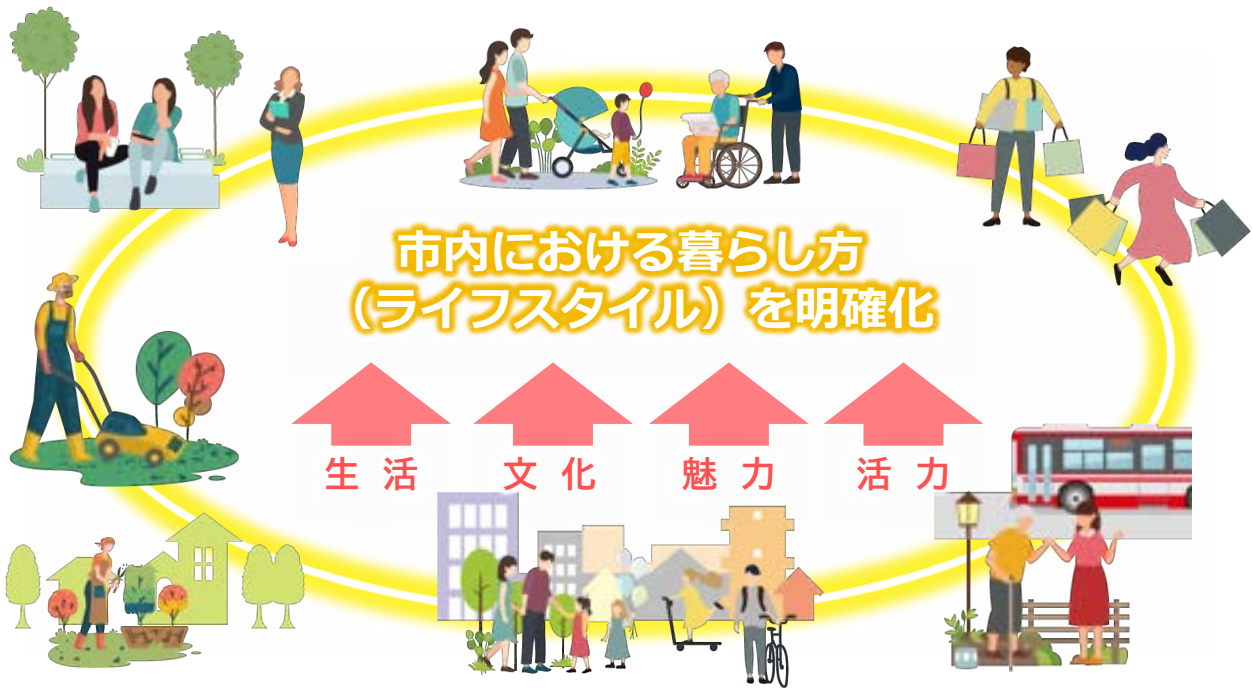 市内における暮らし方
（ライフスタイル）を明確化
生活
文化
魅力
活力